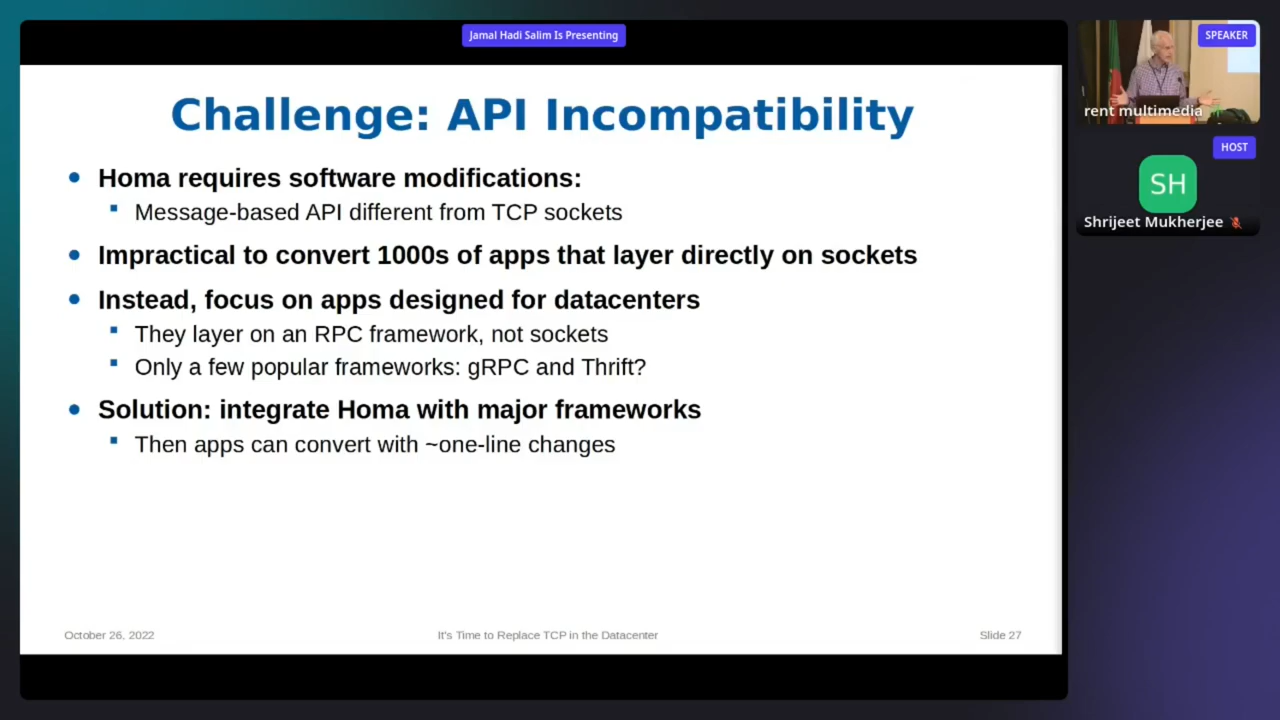 Jamal Hadi Salim Is Presenting
Challenge: API Incompatibility
Homa requires software modifications:
Message-based API different from TCP sockets
Impractical to convert 1000s of apps that layer directly on sockets
Instead, focus on apps designed for datacenters
They layer on an RPC framework, not sockets
Only a few popular frameworks: gRPC and Thrift?
Solution: integrate Homa with major frameworks
Then apps can convert with ~one-line changes
October 26, 2022
It's Time to Replace TCP in the Datacenter
Slide 27
SPEAKER
rent multimedia
HOST
SH
Shrijeet Mukherjee